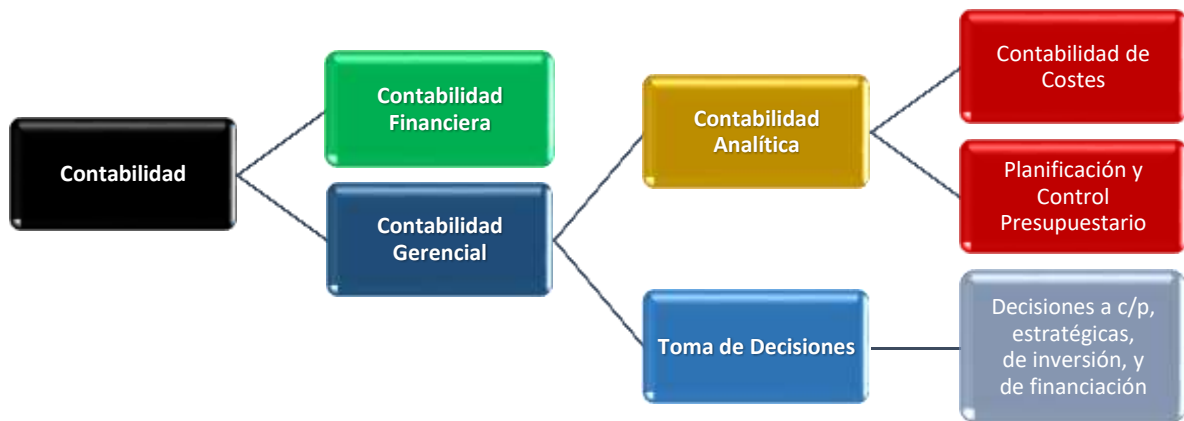 Contabilidad
Contabilidad
Financiera
Contabilidad
Gerencial
Contabilidad
Analítica
Toma de Decisiones
Contabilidad de
Costes
Planificación y
Control
Presupuestario
Decisiones a c/p,
estratégicas,
de inversión, y
de financiación